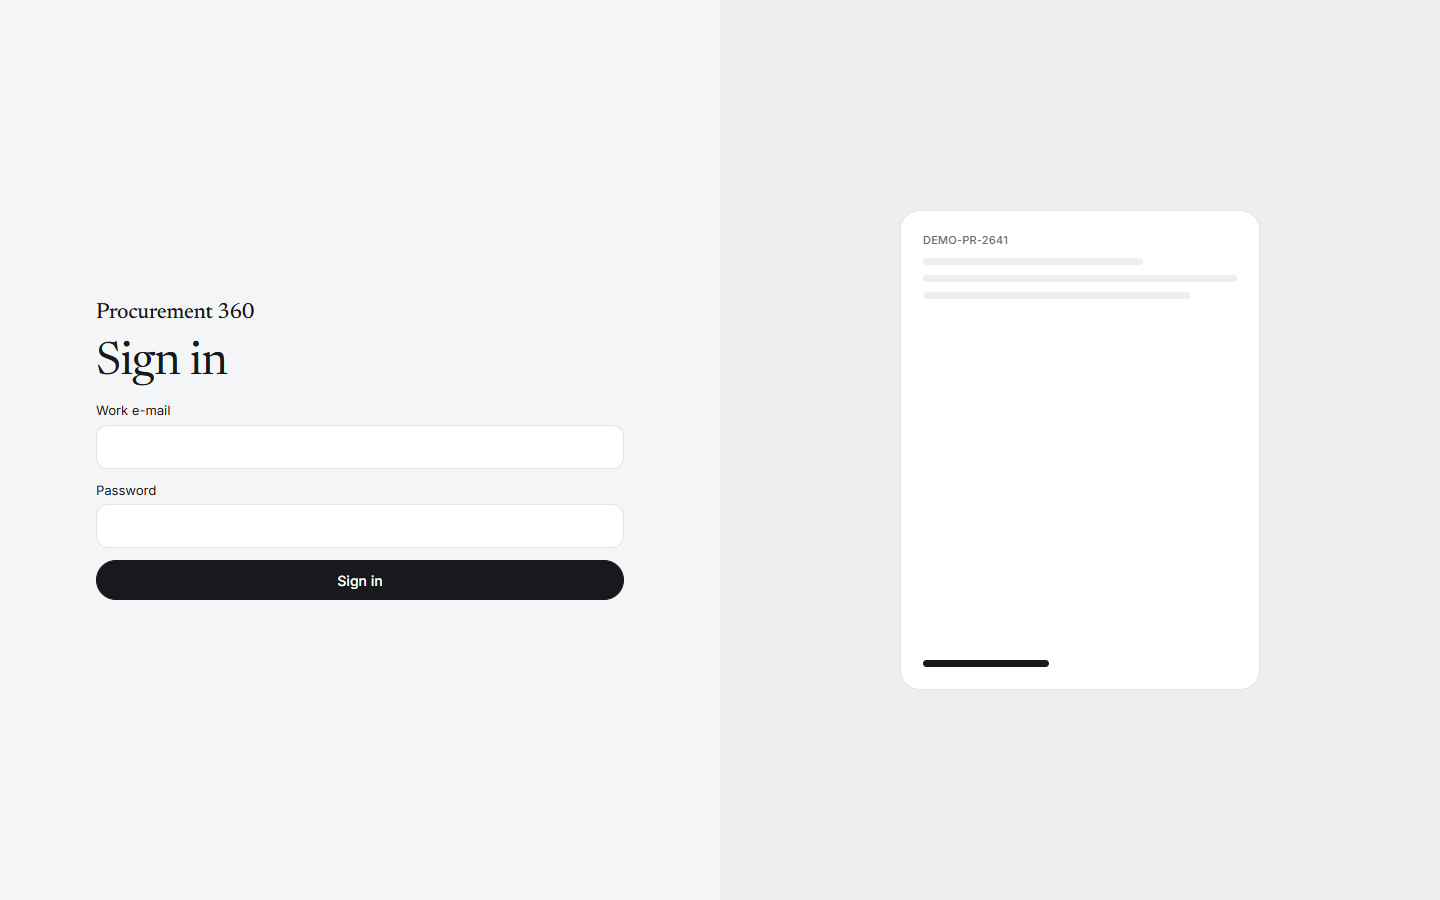 Procurement 360
Sign in
Work e-mail
Password
Sign in
DEMO-PR-2641